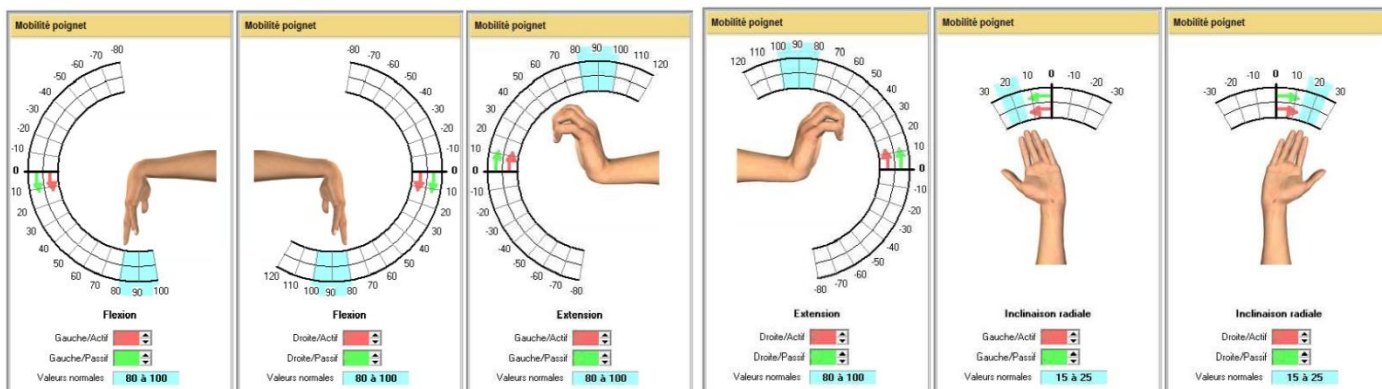 Mobilité poignet
-80
-70
-60
-50
-40
-30
-20
-10
0
10
20
30
40
50
60
70
80
90
100
Flexion
Gauche/Actif
Gauche/Passif
Valeurs normales 80 à 100
Mobilité poignet
-80
-70
-60
-50
-40
-30
-20
-10
0
10
20
30
40
50
60
70
80
90
100
110
120
Flexion
Droite/Actif
Droite/Passif
Valeurs normales 80 à 100
Mobilité poignet
120
110
100
90
80
70
60
50
40
30
20
10
0
-10
-20
-30
-40
-50
-60
-70
-80
Extension
Gauche/Actif
Gauche/Passif
Valeurs normales 80 à 100
Mobilité poignet
120
110
100
90
80
70
60
50
40
30
20
10
0
-10
-20
-30
-40
-50
-60
-70
-80
Extension
Droite/Actif
Droite/Passif
Valeurs normales 80 à 100
Mobilité poignet
30 20 10 0 -10 -20 -30
Inclinaison radiale
Gauche/Actif
Gauche/Passif
Valeurs normales 15 à 25
Mobilité poignet
-30 -20 -10 0 10 20 30
Inclinaison radiale
Droite/Actif
Droite/Passif
Valeurs normales 15 à 25